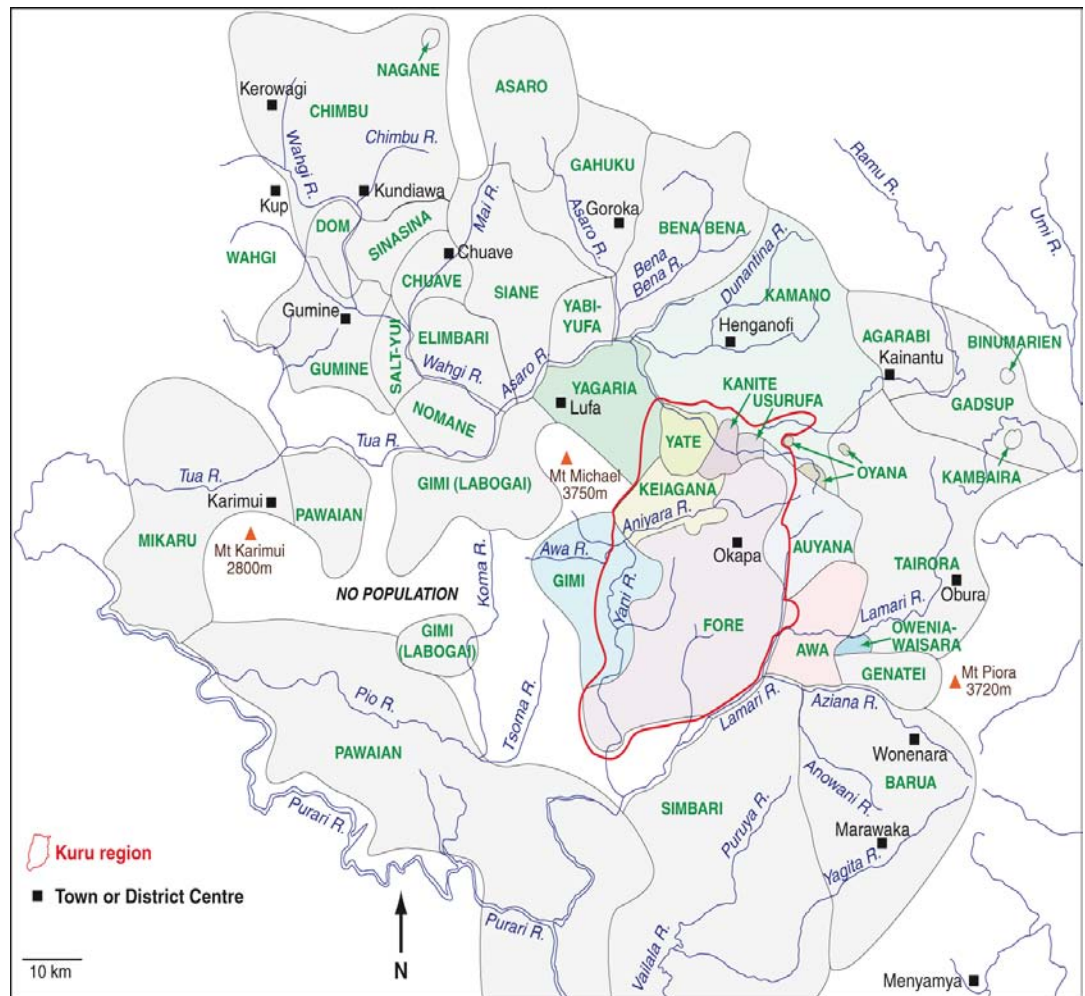 NAGANE
ASARO
Kerowagi
CHIMBU
Chimbu R.
Wahgi R.
GAHUKU
Ramu R.
Umi R.
Kup
Kundiawa
Mai R.
Asaro R.
Goroka
DOM
SINASINA
BENA BENA
WAHGI
CHUAVE
Chuave
SIANE
Bena
Bena R.
Dunantina R.
KAMANO
Gumine
SALT-YUI
ELIMBARI
YABI-
YUFA
Henganofi
AGARABI
BINUMARIEN
GUMINE
Wahgi R.
Asaro R.
Kainantu
NOMANE
YAGARIA
Lufa
KANITE
USURUFA
GADSUP
YATE
Tua R.
OYANA
Tua R.
GIMI (LABOGAI)
Mt Michael
3750m
KEIAGANA
KAMBAIRA
Karimui
PAWAIAN
Aniyara R.
MIKARU
Mt Karimui
2800m
Awa R.
Okapa
AUYANA
TAIRORA
NO POPULATION
Koma R.
GIMI
Yani R.
Obura
Lamari R.
GIMI
(LABOGAI)
FORE
OWENIA-
WAISARA
AWA
GENATEI
Mt Piora
3720m
Pio R.
Tsoma R.
Lamari R.
Aziana R.
PAWAIAN
Wonenara
Anowani R.
BARUA
Purari R.
SIMBARI
Puruya R.
Marawaka
Yagita R.
Kuru region
Town or District Centre
Purari R.
Vailala R.
10 km
N
Menyamya